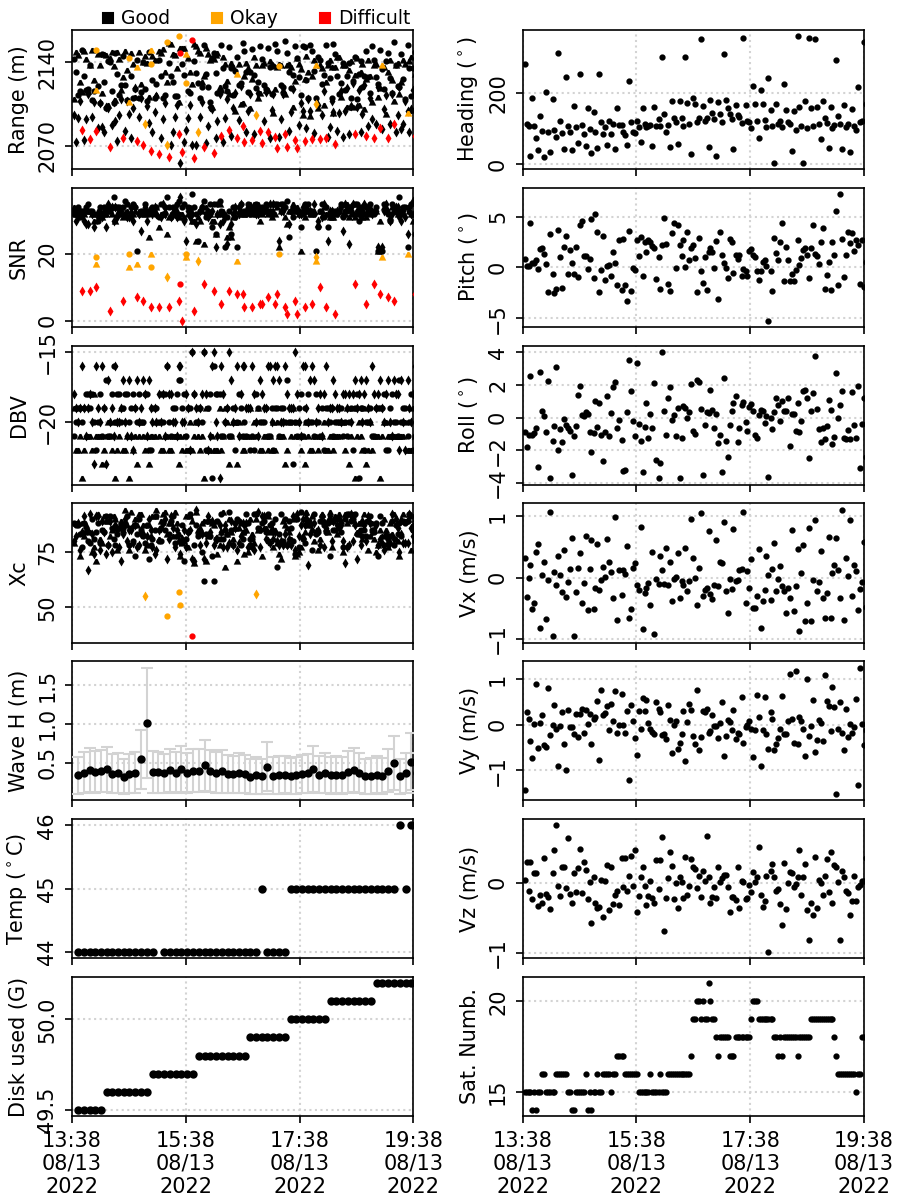 Good Okay Difficult
Range (m)
2140
2070
Heading (°)
200
0
SNR
20
0
Pitch (°)
5
0
−5
DBV
−15
−20
Roll (°)
4
2
0
−2
−4
Xc
75
50
Vx (m/s)
1
0
−1
Wave H (m)
1.5
1.0
0.5
Vy (m/s)
1
0
−1
Temp (°C)
46
45
44
Vz (m/s)
0
−1
Disk used (G)
50.0
49.5
Sat. Numb.
20
15
13:38 15:38 17:38 19:38 13:38 15:38 17:38 19:38
08/13 08/13 08/13 08/13 08/13 08/13 08/13 08/13
2022 2022 2022 2022 2022 2022 2022 2022